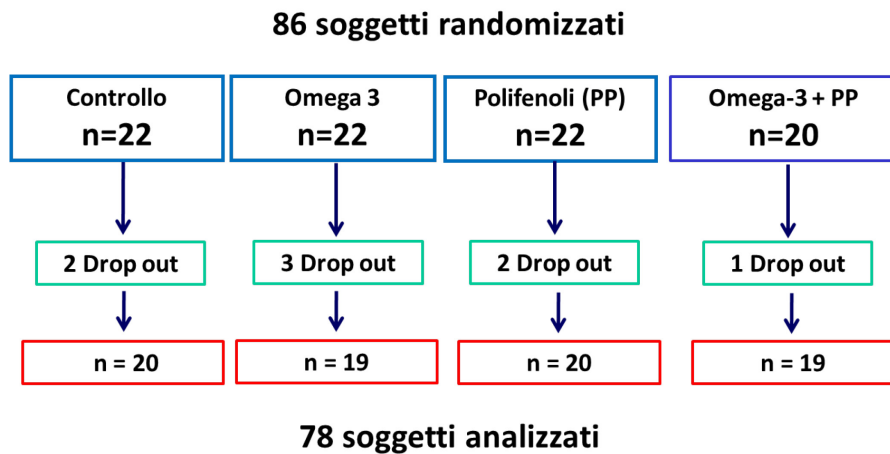 86 soggetti randomizzati
Controllo
n=22
Omega 3
n=22
Polifenoli (PP)
n=22
Omega-3 + PP
n=20
2 Drop out
3 Drop out
2 Drop out
1 Drop out
n = 20
n = 19
n = 20
n = 19
78 soggetti analizzati